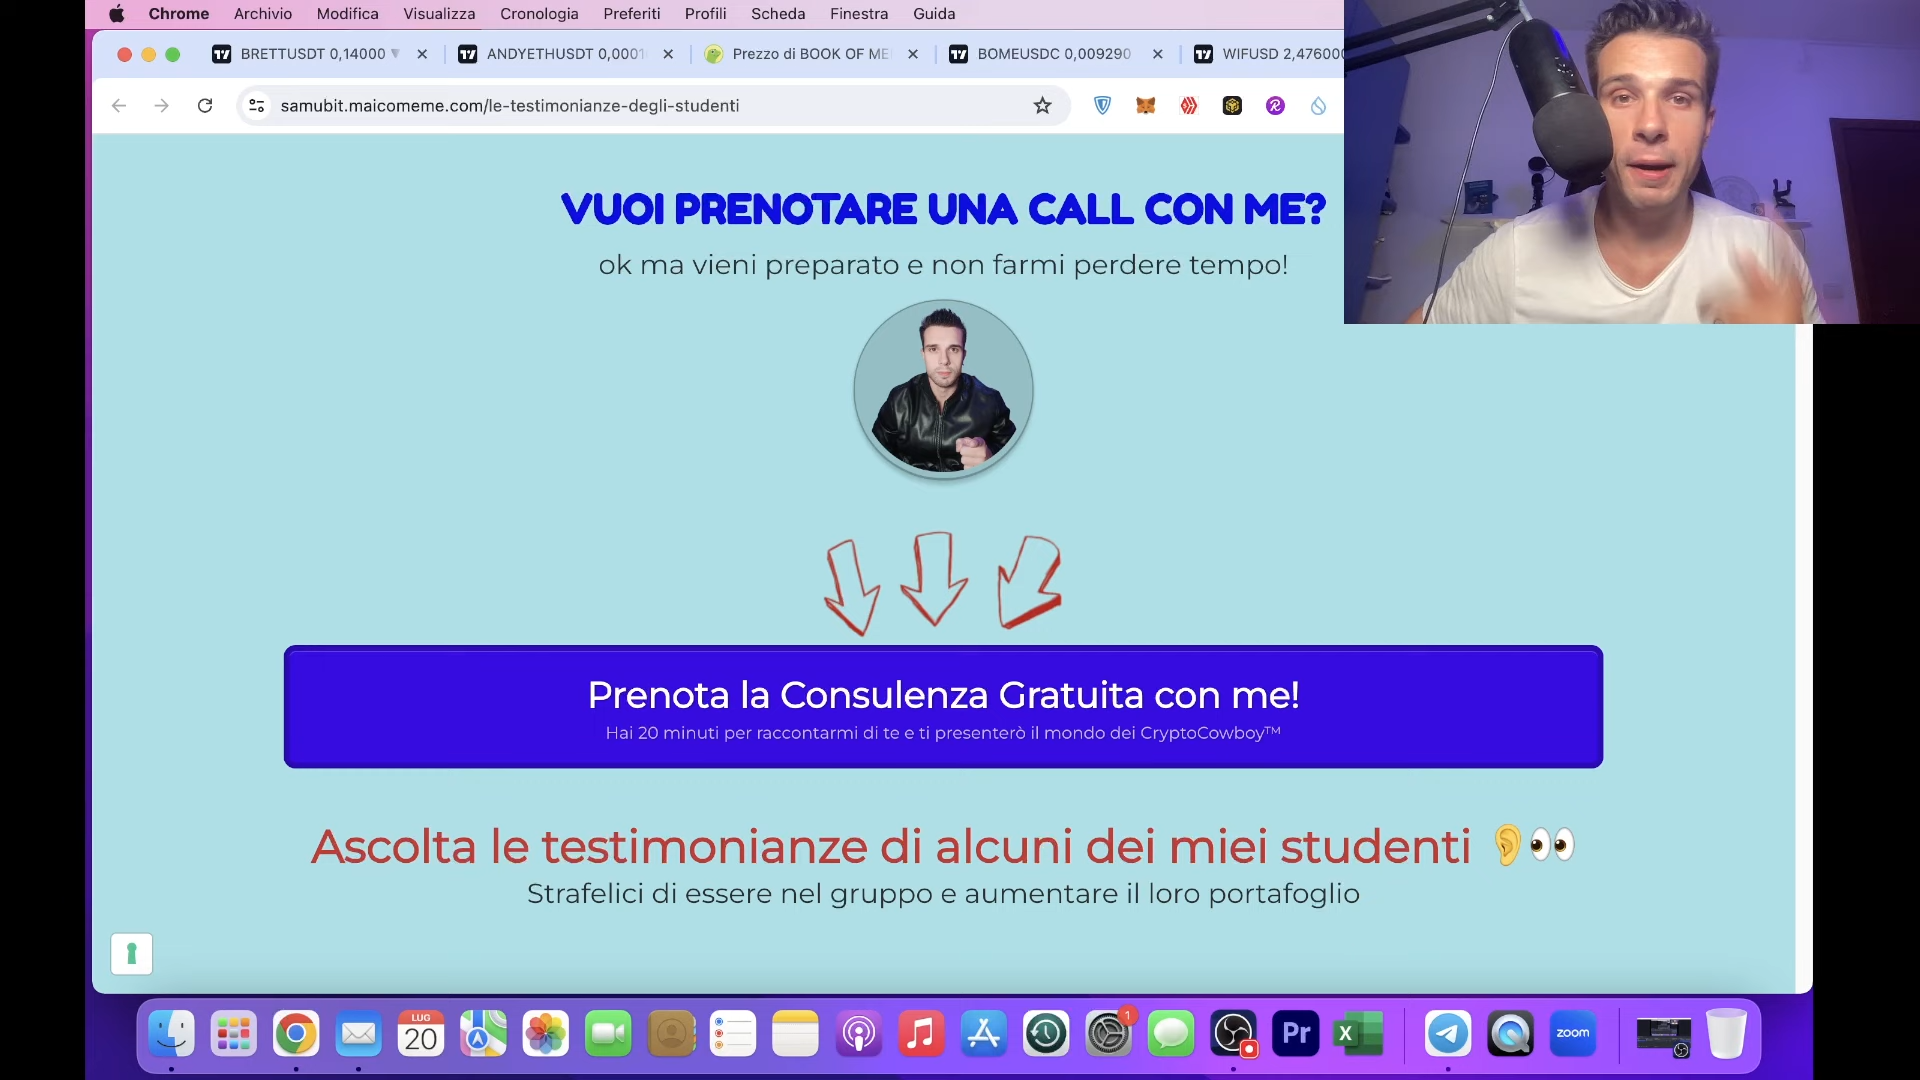 Chrome Archivio Modifica Visualizza Cronologia Preferiti Profili Scheda Finestra Guida
BRETTUSDT 0,14000 ANDYETHUSDT 0,0001 Prezzo di BOOK OF ME BOMEUSDC 0,009290 WIFUSD 2,476000
samubit.maicomeme.com/le-testimonianze-degli-studenti
VUOI PRENOTARE UNA CALL CON ME?
ok ma vieni preparato e non farmi perdere tempo!
Prenota la Consulenza Gratuita con me!
Hai 20 minuti per raccontarmi di te e ti presenterò il mondo dei CryptoCowboy™
Ascolta le testimonianze di alcuni dei miei studenti 👂👀
Strafelici di essere nel gruppo e aumentare il loro portafoglio
LUG
20
1
Pr
X
zoom